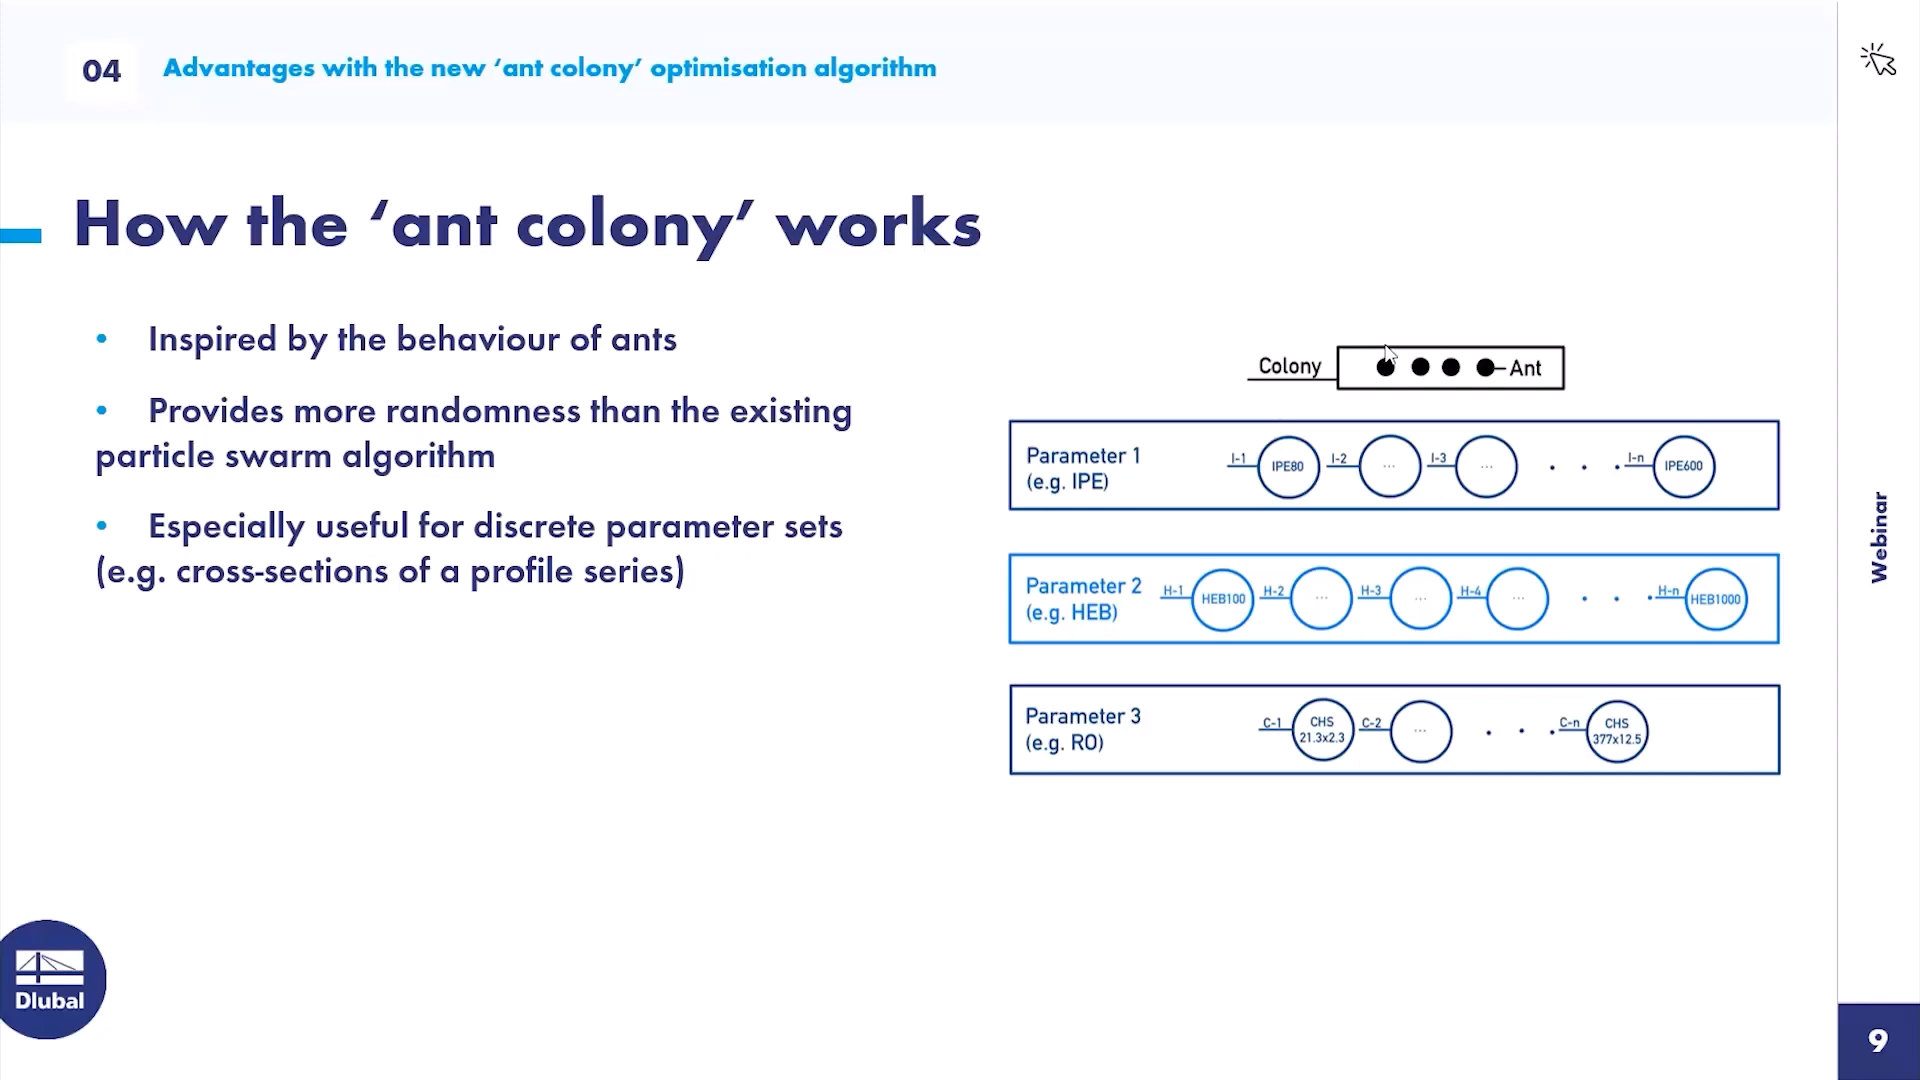 04
Advantages with the new ‘ant colony’ optimisation algorithm
How the ‘ant colony’ works
• Inspired by the behaviour of ants
• Provides more randomness than the existing
particle swarm algorithm
• Especially useful for discrete parameter sets
(e.g. cross-sections of a profile series)
Colony
Ant
Parameter 1
(e.g. IPE)
I-1 IPE80 I-2 ... I-3 ... . . . I-n IPE600
Parameter 2
(e.g. HEB)
H-1 HEB100 H-2 ... H-3 ... H-4 ... . . . H-n HEB1000
Parameter 3
(e.g. RO)
C-1 CHS
21.3x2.3
C-2 ... . . . C-n CHS
377x12.5
Webinar
Dlubal
9